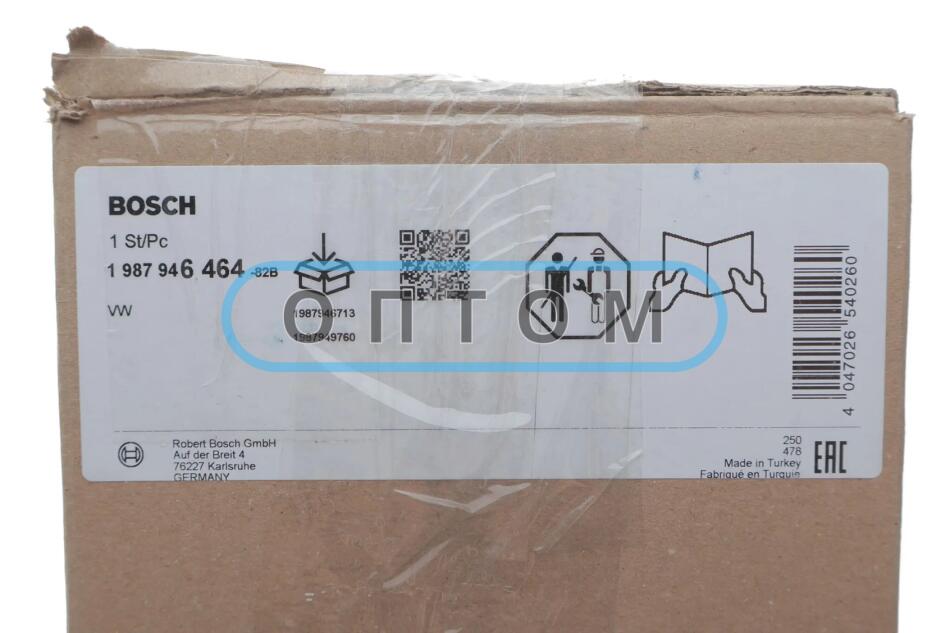 BOSCH
1 St/Pc
1 987 946 464 -82B
VW
1987946713
1987949760
ОПТОМ
4 047026 540260
Robert Bosch GmbH
Auf der Breit 4
76227 Karlsruhe
GERMANY
250
478
Made in Turkey
Fabriqué en Turquie
EAC